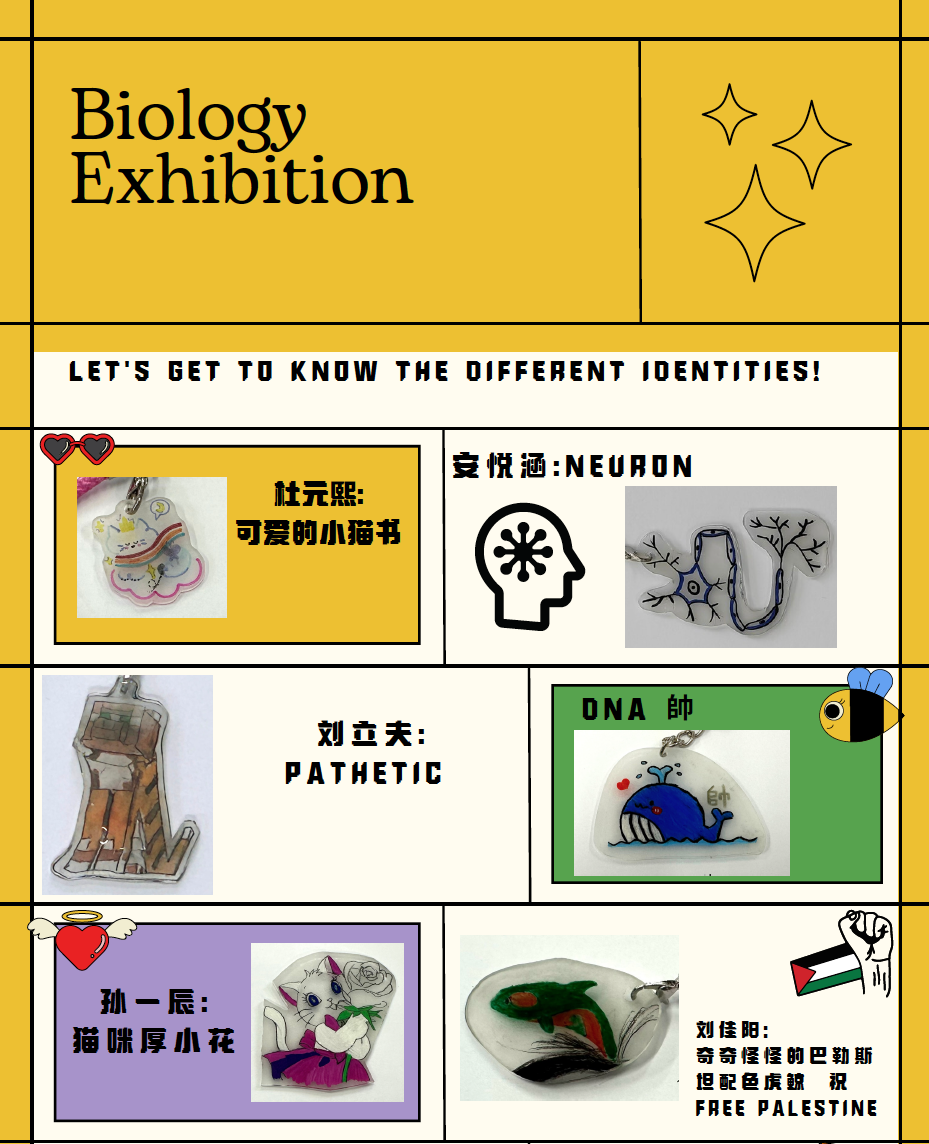 Biology
Exhibition
LET'S GET TO KNOW THE DIFFERENT IDENTITIES!
杜元熙:
可爱的小猫书
安悦涵:NEURON
刘立夫:
PATHETIC
DNA 帥
帥
孙一辰:
猫咪厚小花
刘佳阳:
奇奇怪怪的巴勒斯
坦配色虎鲸 祝
FREE PALESTINE